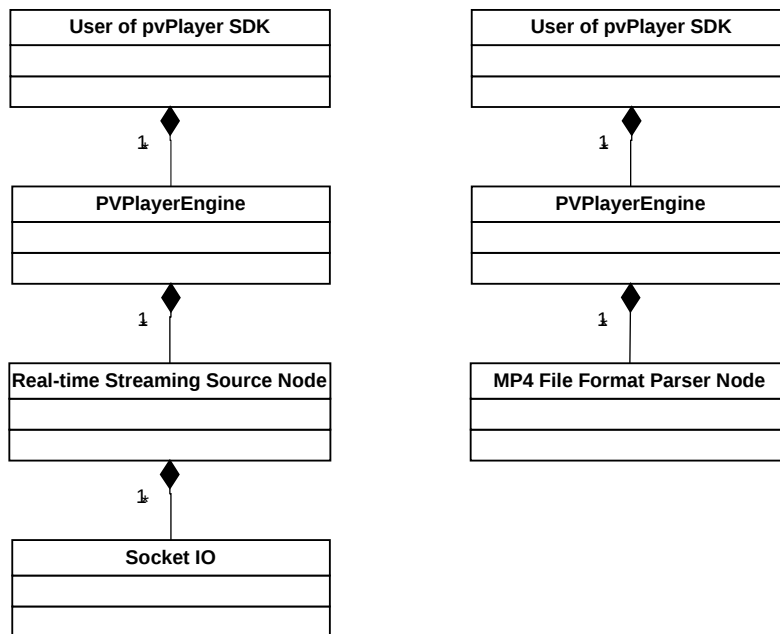 User of pvPlayer SDK
1
*
PVPlayerEngine
1
*
Real-time Streaming Source Node
1
*
Socket IO
User of pvPlayer SDK
1
*
PVPlayerEngine
1
*
MP4 File Format Parser Node